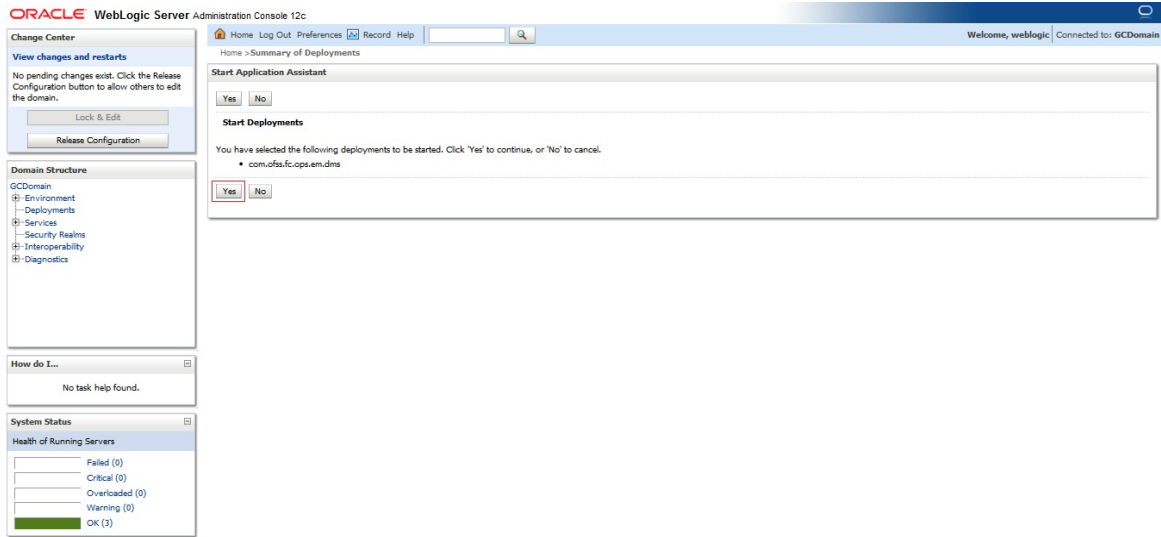 ORACLE WebLogic Server Administration Console 12c
Change Center
View changes and restarts
No pending changes exist. Click the Release
Configuration button to allow others to edit
the domain.
Lock & Edit
Release Configuration
Domain Structure
GCDomain
Environment
Deployments
Services
Security Realms
Interoperability
Diagnostics
How do I...
No task help found.
System Status
Health of Running Servers
Failed (0)
Critical (0)
Overloaded (0)
Warning (0)
OK (3)
Home Log Out Preferences Record Help
Welcome, weblogic Connected to: GCDomain
Home >Summary of Deployments
Start Application Assistant
Yes No
Start Deployments
You have selected the following deployments to be started. Click 'Yes' to continue, or 'No' to cancel.
• com.ofss.fc.ops.em.dms
Yes No